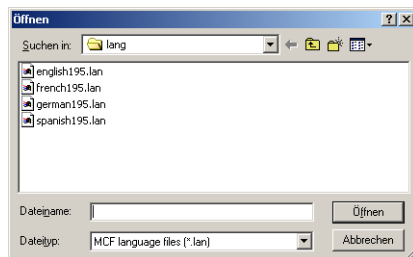 Öffnen
Suchen in: lang
english195.lan
french195.lan
german195.lan
spanish195.lan
Dateiname: Öffnen
Dateityp: MCF language files (*.lan) Abbrechen